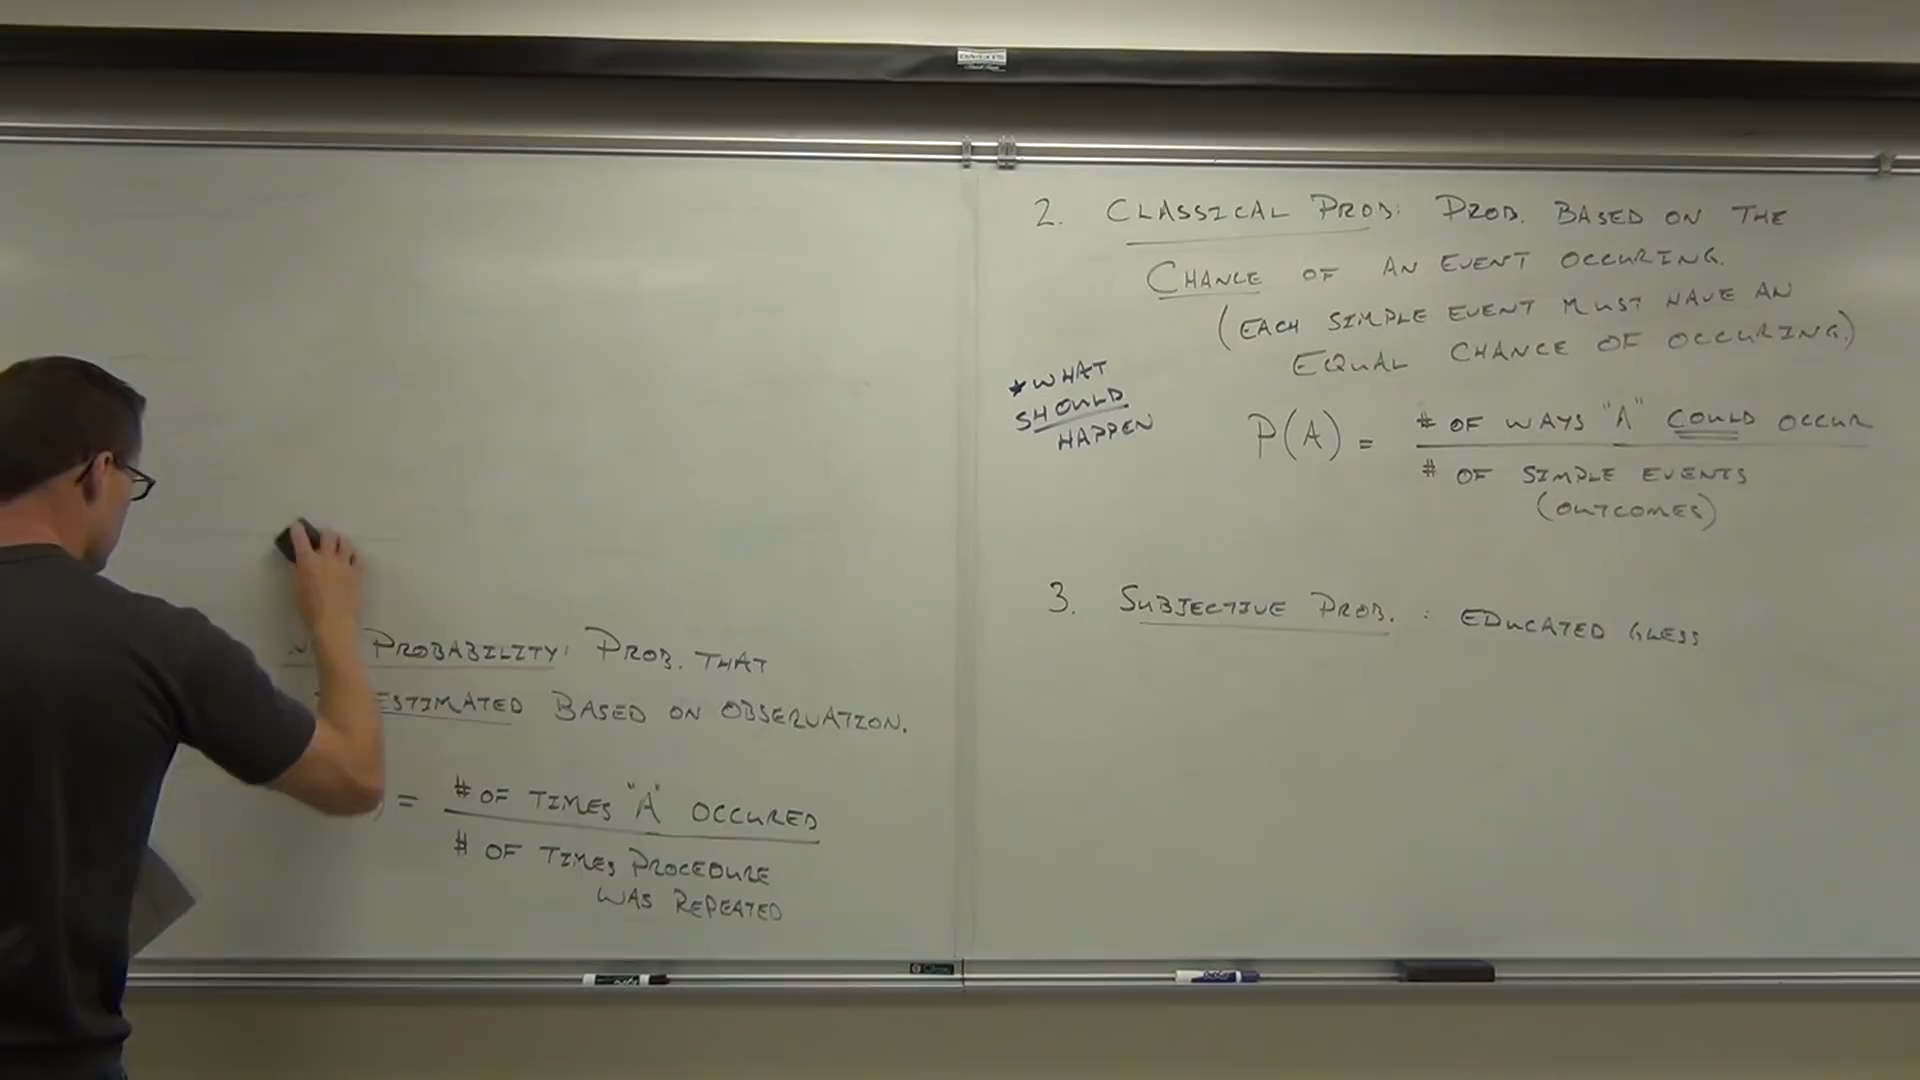 PROBABILITY: PROB. THAT
ESTIMATED BASED ON OBSERVATION.
= # OF TIMES "A" OCCURED
# OF TIMES PROCEDURE
WAS REPEATED
2. CLASSICAL PROB: PROB. BASED ON THE
CHANCE OF AN EVENT OCCURING.
(EACH SIMPLE EVENT MUST HAVE AN
EQUAL CHANCE OF OCCURING.)
*WHAT
SHOULD
HAPPEN
P(A) = # OF WAYS "A" COULD OCCUR
# OF SIMPLE EVENTS
(OUTCOMES)
3. SUBJECTIVE PROB. : EDUCATED GUESS